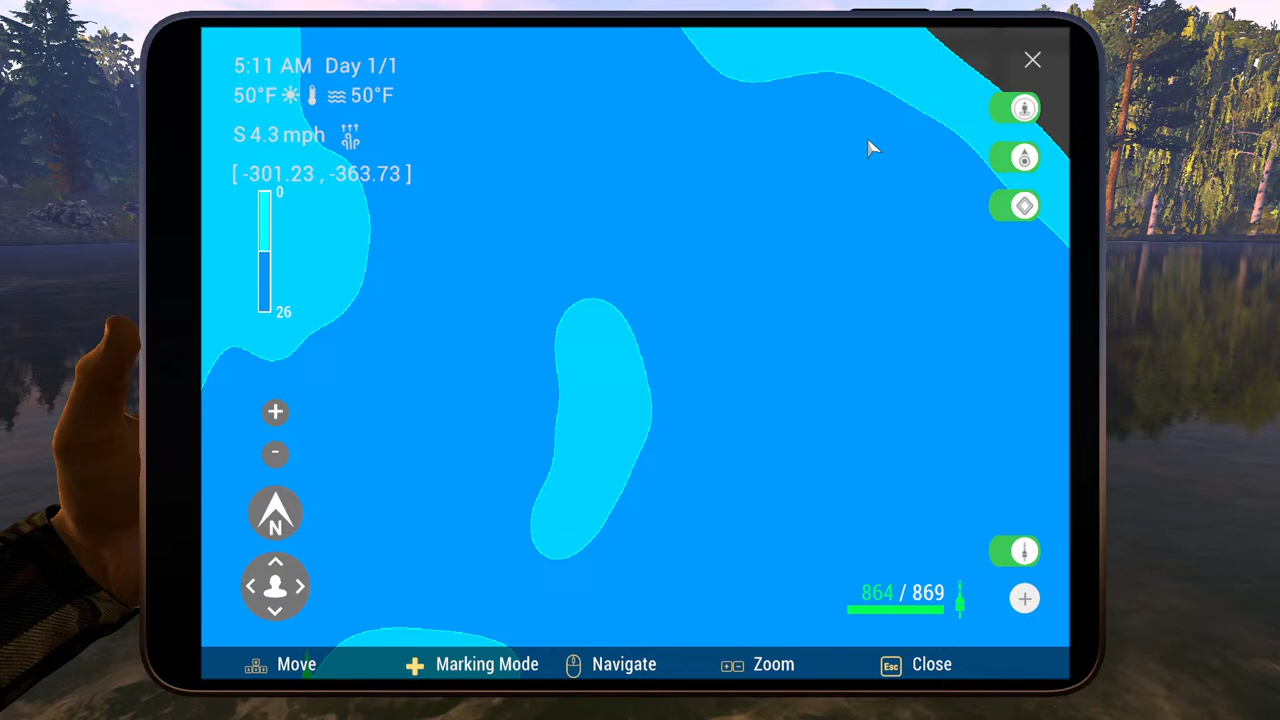 5:11 AM Day 1/1
50°F 50°F
S 4.3 mph
[ -301.23 , -363.73 ]
0
26
+
-
N
864 / 869
Move Marking Mode Navigate +- Zoom Esc Close